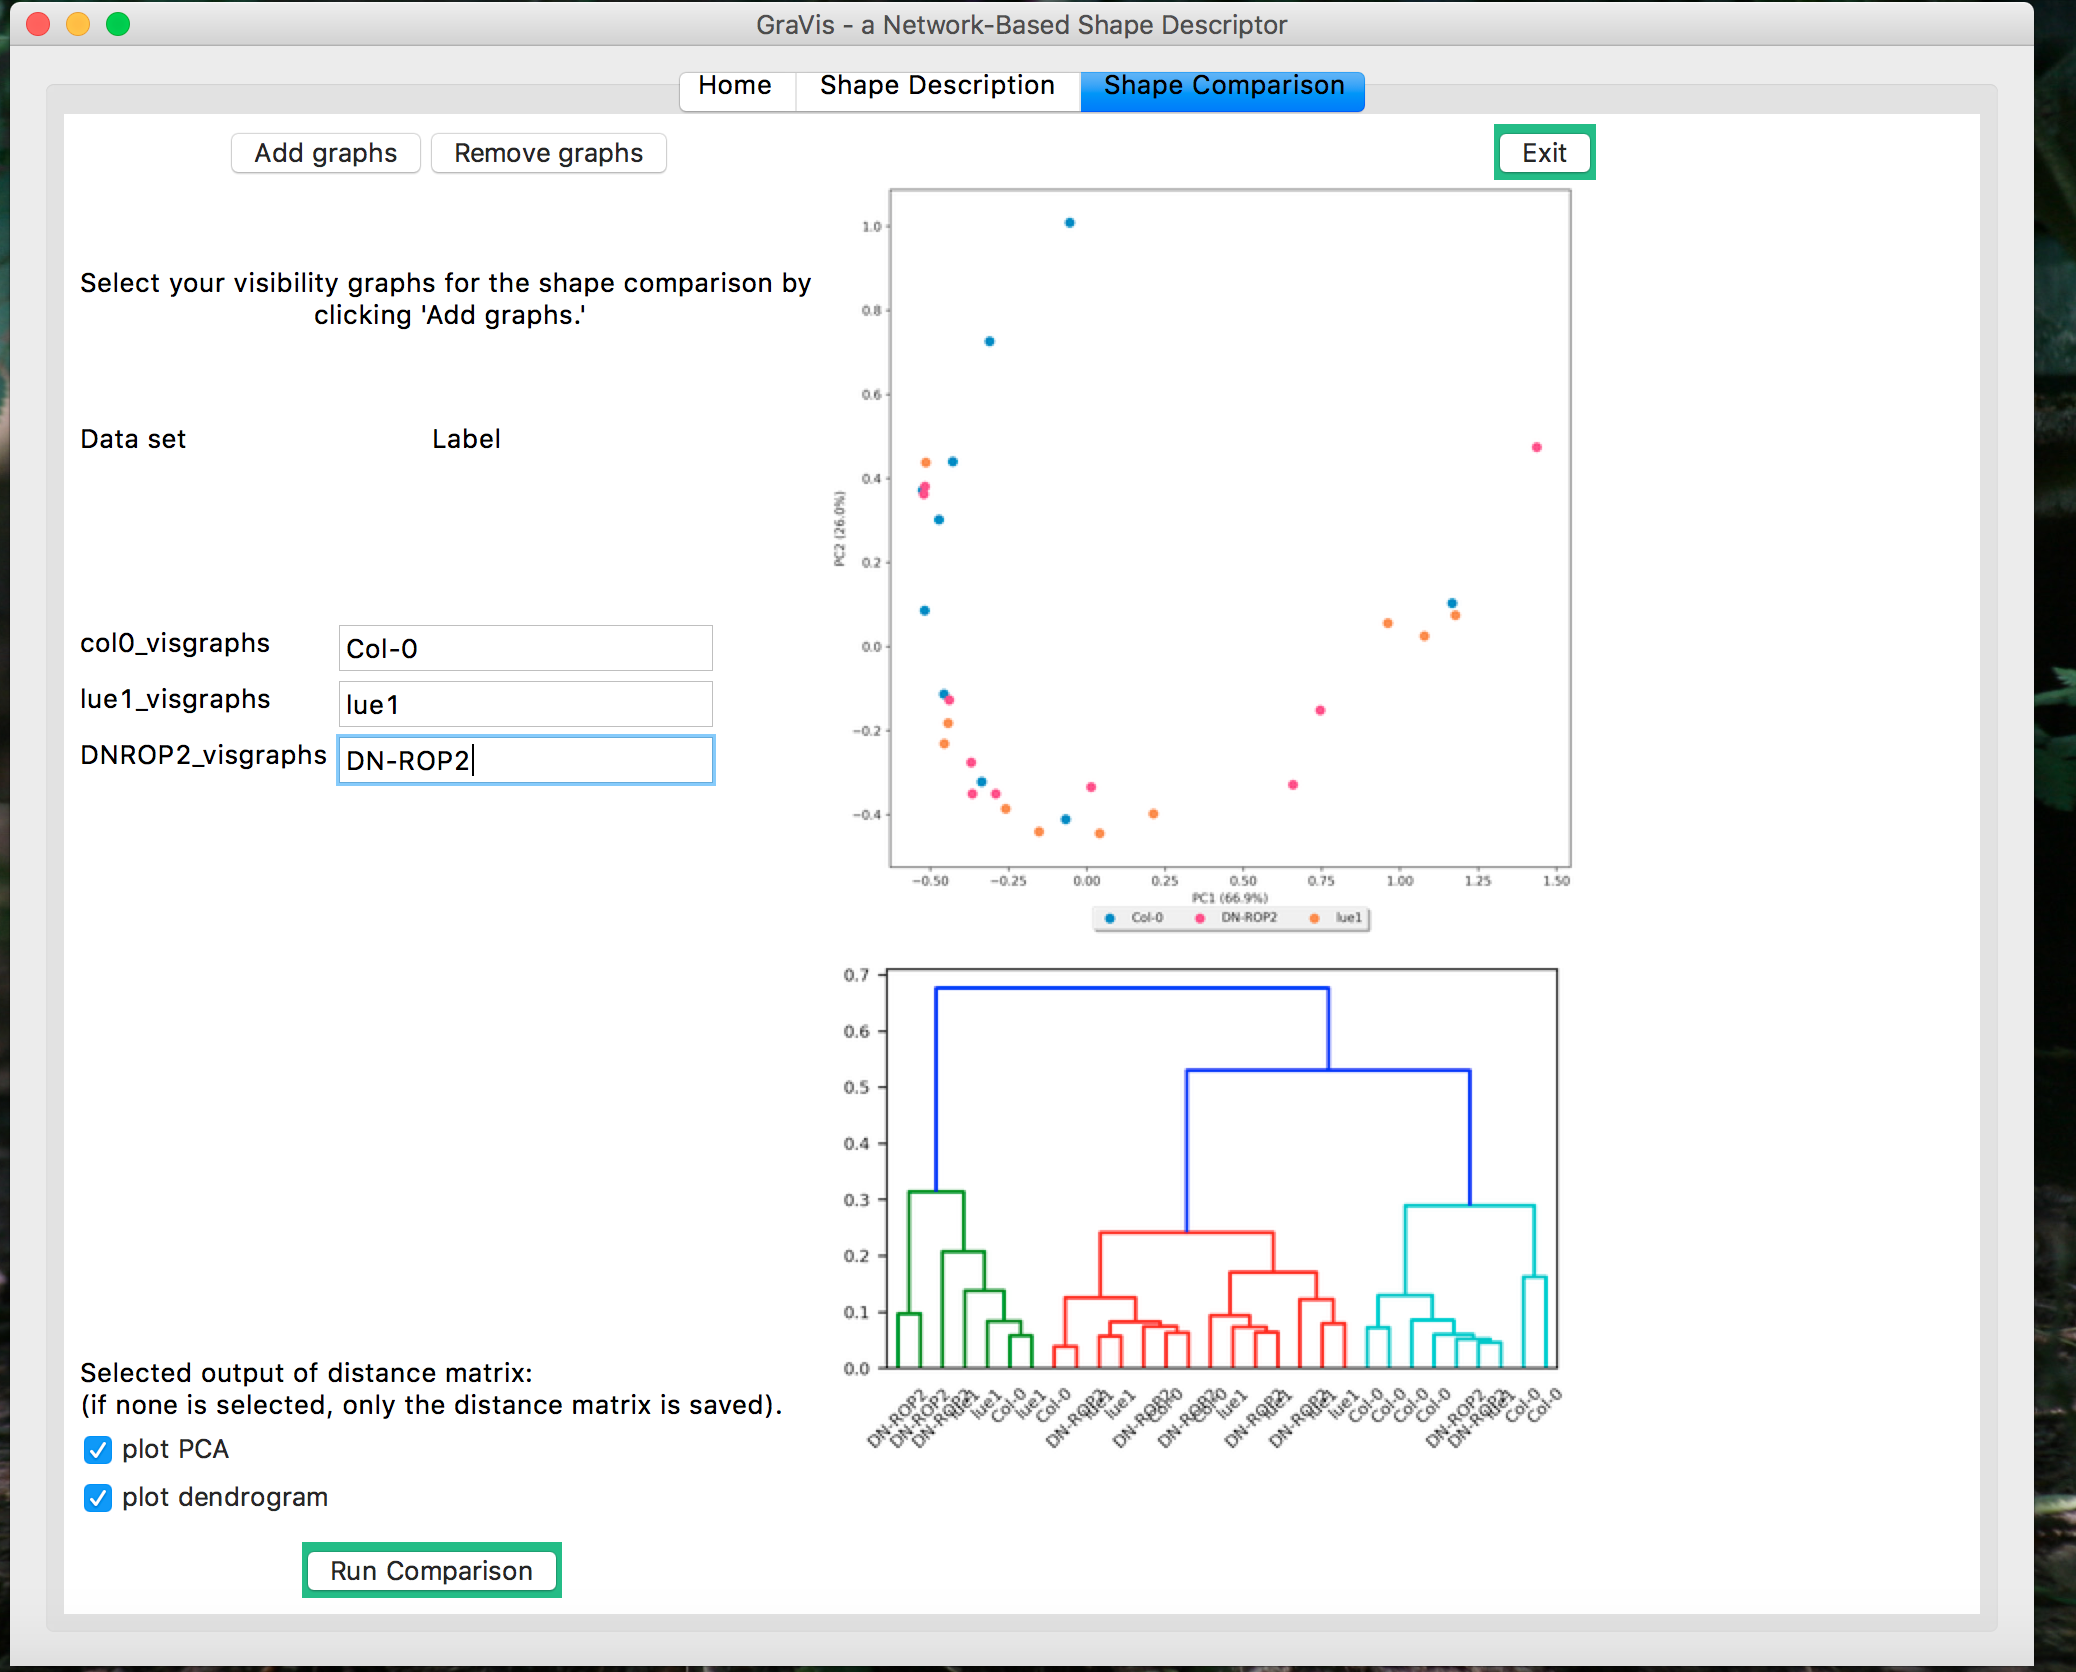 GraVis - a Network-Based Shape Descriptor
Home
Shape Description
Shape Comparison
Add graphs
Remove graphs
Exit
Select your visibility graphs for the shape comparison by
clicking 'Add graphs.'
Data set
Label
col0_visgraphs
Col-0
lue1_visgraphs
lue1
DNROP2_visgraphs
DN-ROP2
Selected output of distance matrix:
(if none is selected, only the distance matrix is saved).
plot PCA
plot dendrogram
Run Comparison
1.0
0.8
0.6
0.4
0.2
0.0
−0.2
−0.4
PC2 (26.0%)
−0.50 −0.25 0.00 0.25 0.50 0.75 1.00 1.25 1.50
PC1 (66.9%)
Col-0 DN-ROP2 lue1
0.7
0.6
0.5
0.4
0.3
0.2
0.1
0.0
DN-ROP2
DN-ROP2
DN-ROP2
lue1
lue1
Col-0
lue1
Col-0
DN-ROP2
lue1
lue1
DN-ROP2
Col-0
DN-ROP2
Col-0
lue1
DN-ROP2
lue1
DN-ROP2
lue1
lue1
Col-0
Col-0
Col-0
Col-0
DN-ROP2
DN-ROP2
lue1
Col-0
Col-0